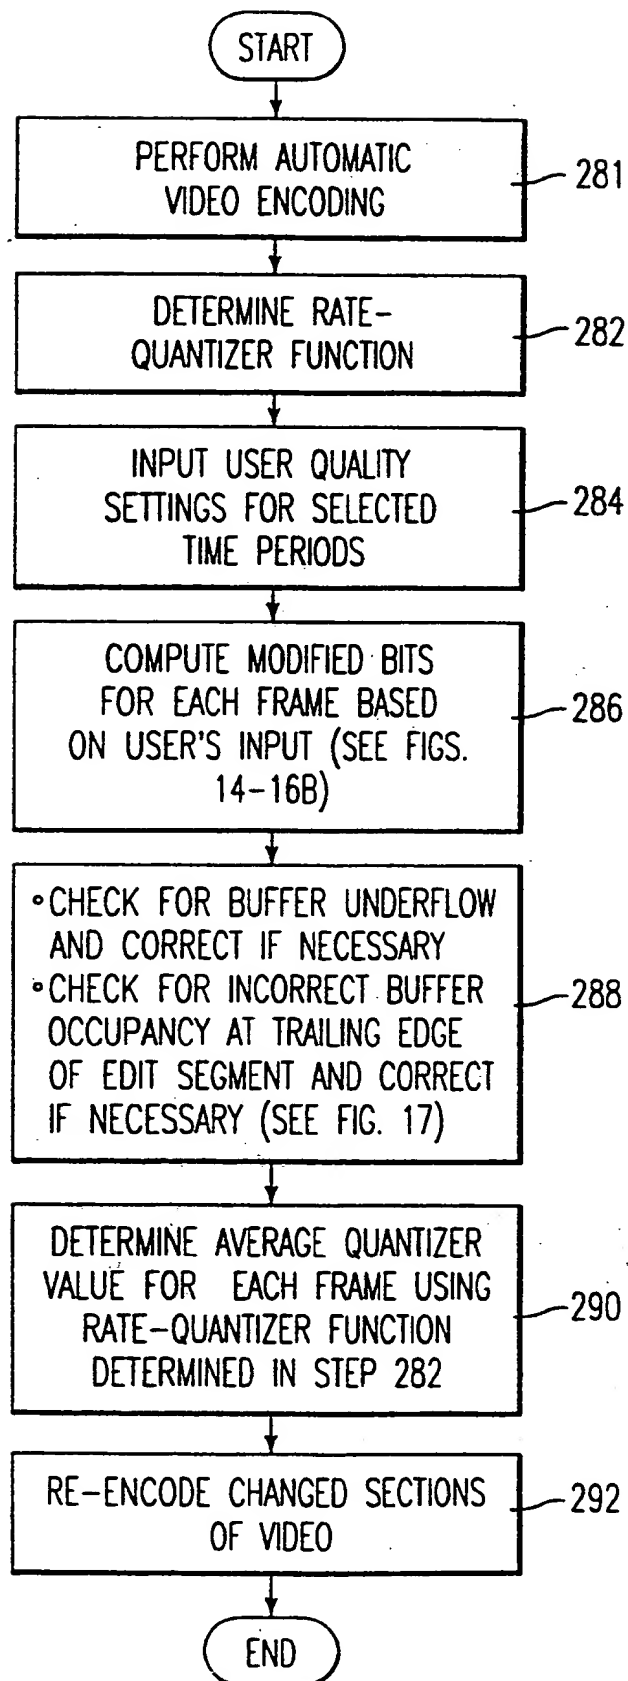 START
PERFORM AUTOMATIC
VIDEO ENCODING
281
DETERMINE RATE-
QUANTIZER FUNCTION
282
INPUT USER QUALITY
SETTINGS FOR SELECTED
TIME PERIODS
284
COMPUTE MODIFIED BITS
FOR EACH FRAME BASED
ON USER'S INPUT (SEE FIGS.
14-16B)
286
∘CHECK FOR BUFFER UNDERFLOW
AND CORRECT IF NECESSARY
∘CHECK FOR INCORRECT BUFFER
OCCUPANCY AT TRAILING EDGE
OF EDIT SEGMENT AND CORRECT
IF NECESSARY (SEE FIG. 17)
288
DETERMINE AVERAGE QUANTIZER
VALUE FOR EACH FRAME USING
RATE-QUANTIZER FUNCTION
DETERMINED IN STEP 282
290
RE-ENCODE CHANGED SECTIONS
OF VIDEO
292
END